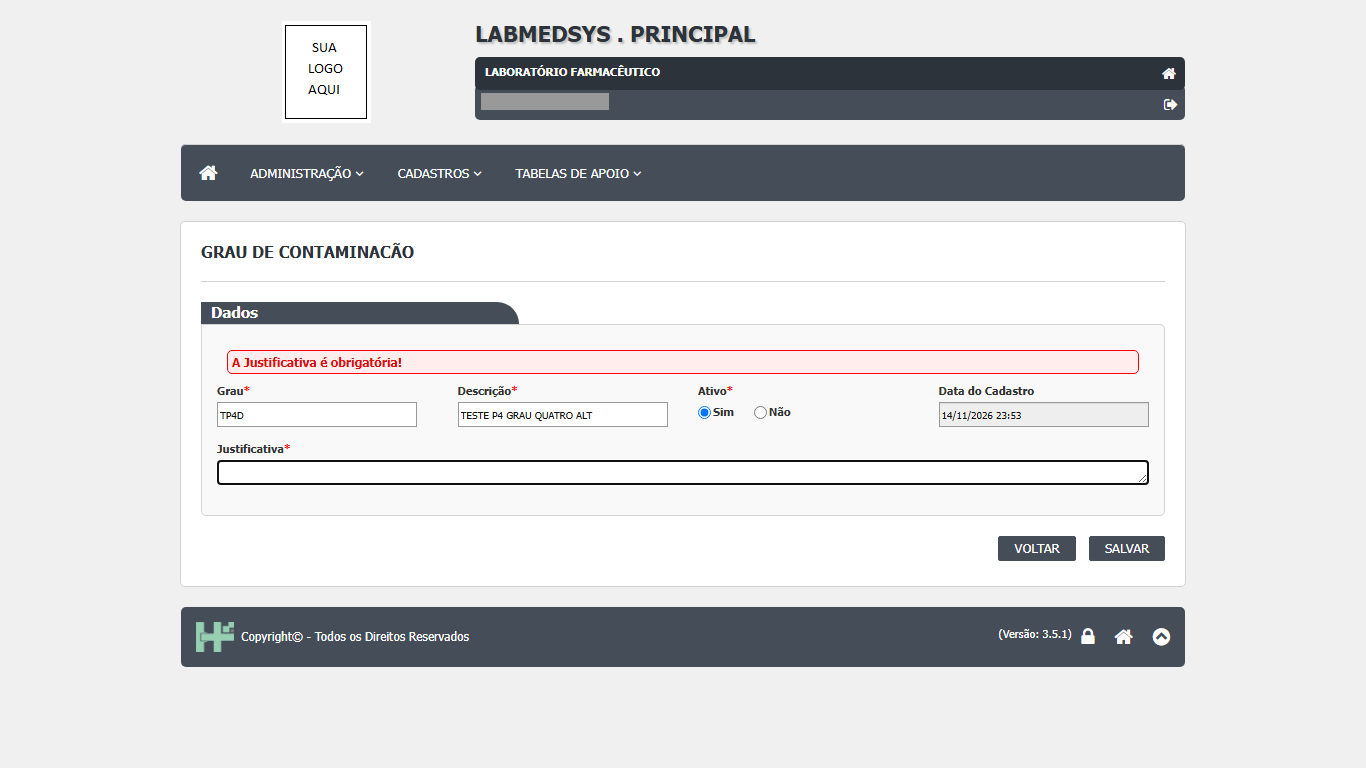 SUA
LOGO
AQUI
LABMEDSYS . PRINCIPAL
LABORATÓRIO FARMACÊUTICO
ADMINISTRAÇÃO
CADASTROS
TABELAS DE APOIO
GRAU DE CONTAMINACÃO
Dados
A Justificativa é obrigatória!
Grau*
Descrição*
Ativo*
Data do Cadastro
TP4D
TESTE P4 GRAU QUATRO ALT
Sim
Não
14/11/2026 23:53
Justificativa*
VOLTAR
SALVAR
Copyright© - Todos os Direitos Reservados
(Versão: 3.5.1)